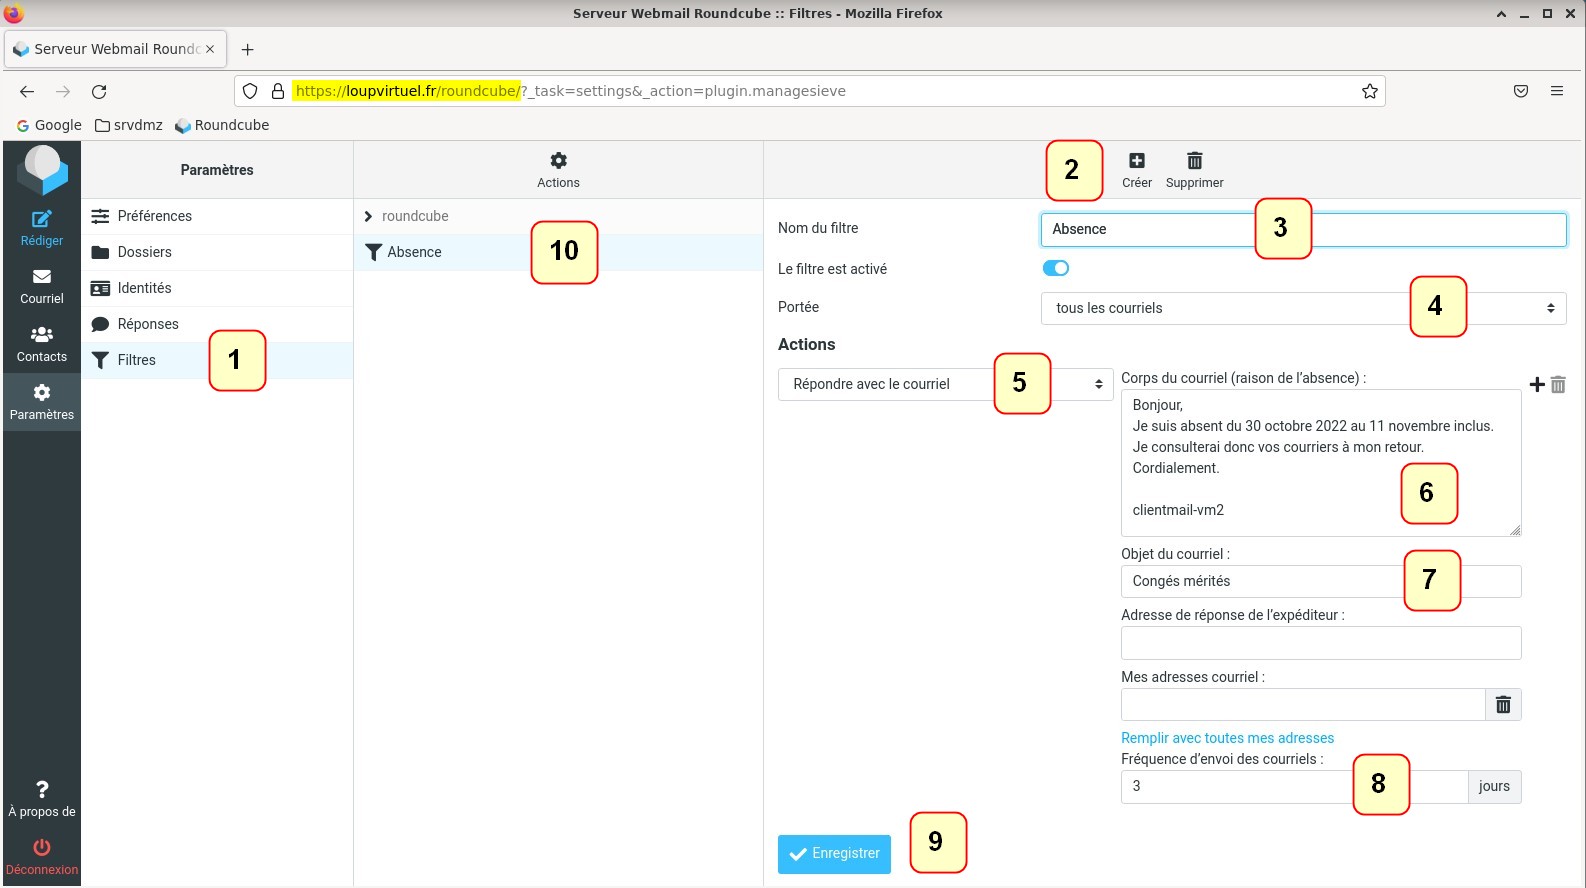 Serveur Webmail Roundcube :: Filtres - Mozilla Firefox
Serveur Webmail Roundc
https://loupvirtuel.fr/roundcube/?_task=settings&_action=plugin.managesieve
Google srvdmz Roundcube
Rédiger
Courriel
Contacts
Paramètres
À propos de
Déconnexion
Paramètres
Préférences
Dossiers
Identités
Réponses
Filtres
1
Actions
roundcube
Absence
10
2
Créer
Supprimer
Nom du filtre
Absence
3
Le filtre est activé
Portée
tous les courriels
4
Actions
Répondre avec le courriel
5
Corps du courriel (raison de l’absence) :
Bonjour,
Je suis absent du 30 octobre 2022 au 11 novembre inclus.
Je consulterai donc vos courriers à mon retour.
Cordialement.
6
clientmail-vm2
Objet du courriel :
Congés mérités
7
Adresse de réponse de l’expéditeur :
Mes adresses courriel :
Remplir avec toutes mes adresses
Fréquence d’envoi des courriels :
3
8
jours
Enregistrer
9